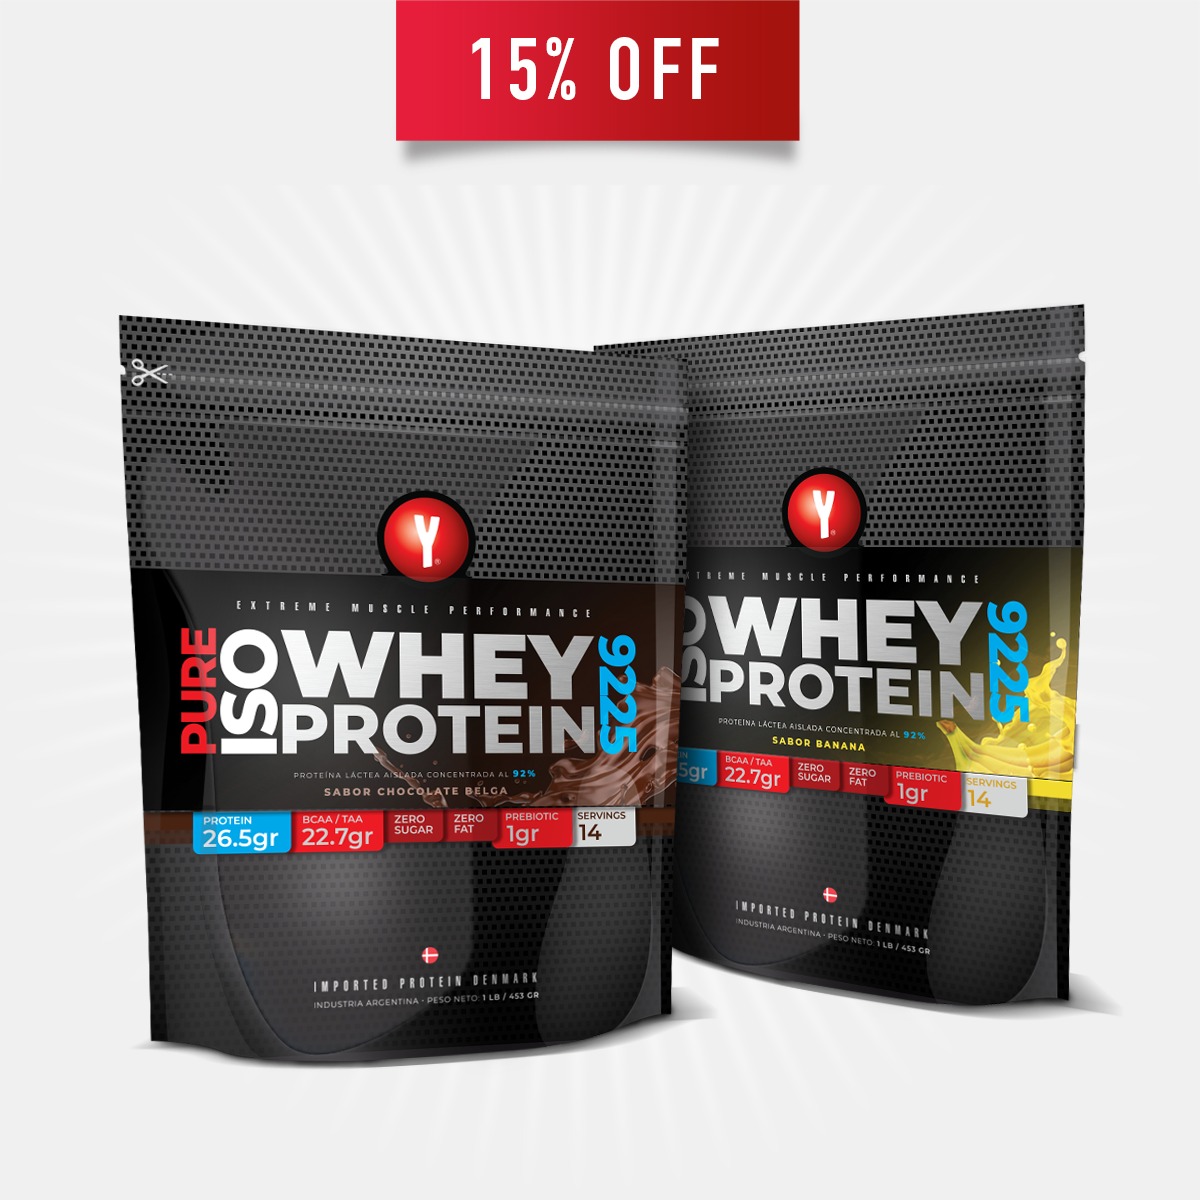 15% OFF
Y®
EXTREME MUSCLE PERFORMANCE
PURE
ISO
WHEY
PROTEIN
9225
PROTEÍNA LÁCTEA AISLADA CONCENTRADA AL 92%
SABOR CHOCOLATE BELGA
PROTEIN
26.5gr
BCAA / TAA
22.7gr
ZERO
SUGAR
ZERO
FAT
PREBIOTIC
1gr
SERVINGS
14
IMPORTED PROTEIN DENMARK
INDUSTRIA ARGENTINA · PESO NETO: 1 LB / 453 GR
Y®
XTREME MUSCLE PERFORMANCE
ISO
WHEY
PROTEIN
9225
PROTEÍNA LÁCTEA AISLADA CONCENTRADA AL 92%
SABOR BANANA
IN
5gr
BCAA / TAA
22.7gr
ZERO
SUGAR
ZERO
FAT
PREBIOTIC
1gr
SERVINGS
14
IMPORTED PROTEIN DENMARK
INDUSTRIA ARGENTINA · PESO NETO: 1 LB / 453 GR